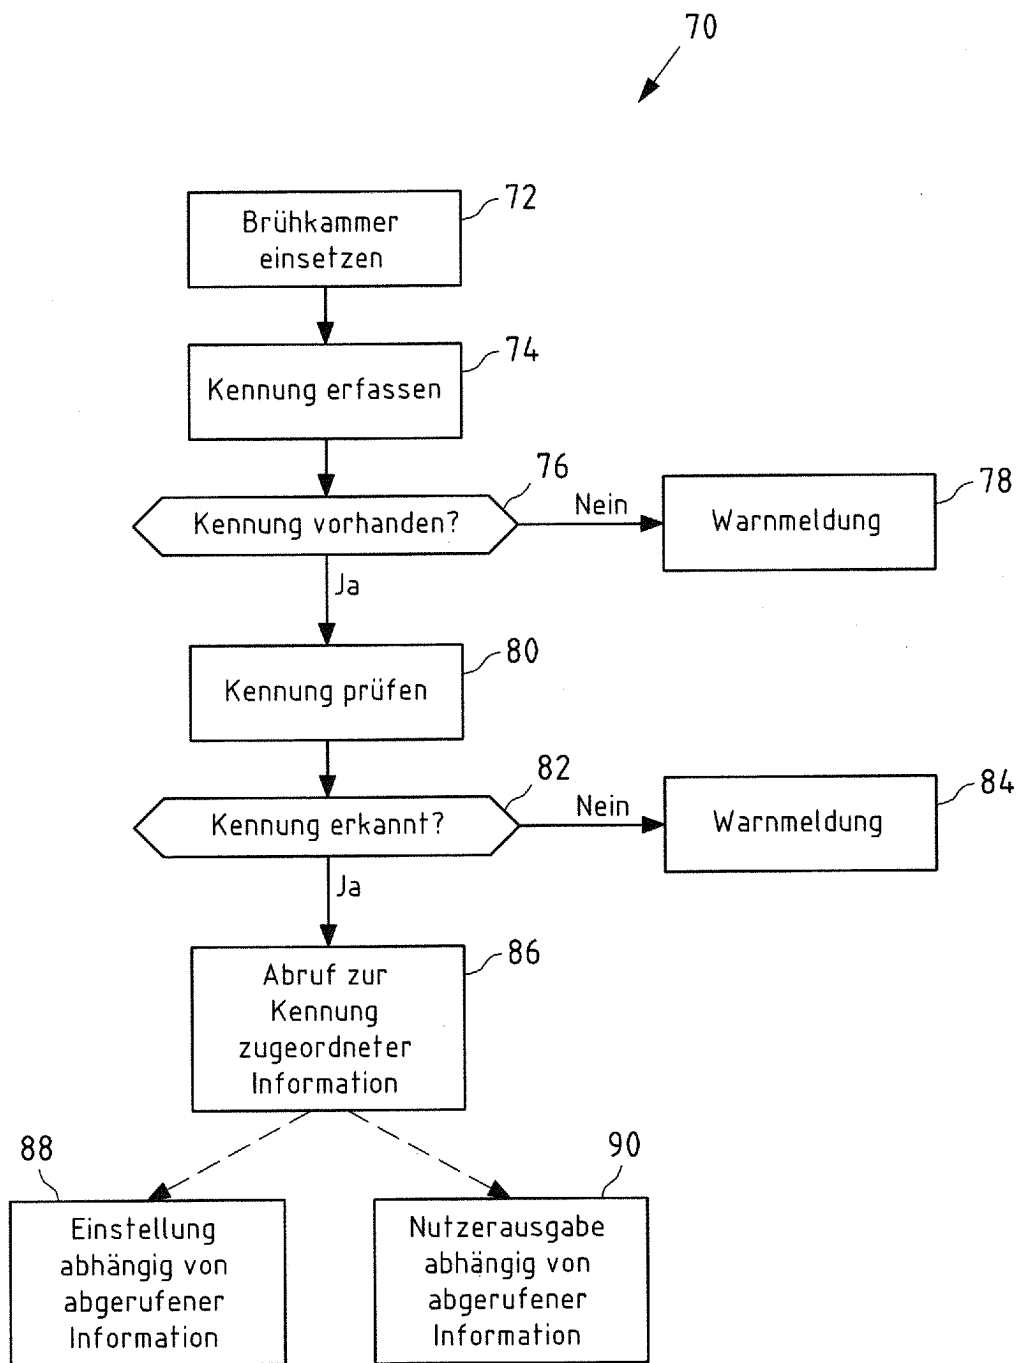 70
72
Brühkammer
einsetzen
74
Kennung erfassen
76
Kennung vorhanden?
Nein
78
Warnmeldung
Ja
80
Kennung prüfen
82
Kennung erkannt?
Nein
84
Warnmeldung
Ja
86
Abruf zur
Kennung
zugeordneter
Information
88
Einstellung
abhängig von
abgerufener
Information
90
Nutzerausgabe
abhängig von
abgerufener
Information